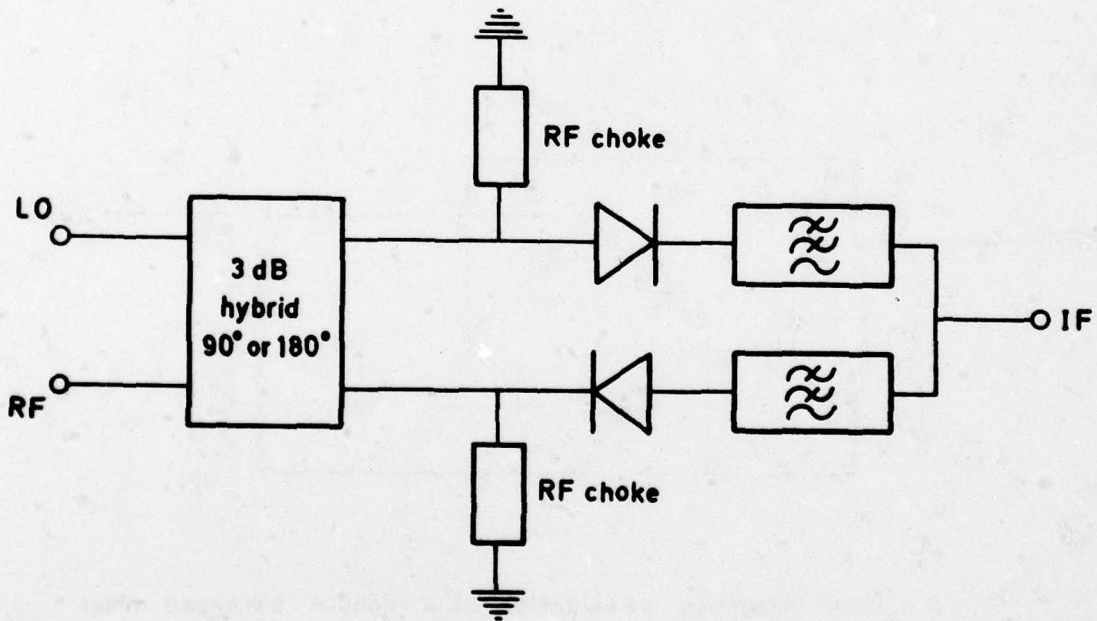 RF choke
LO
3 dB
hybrid
90° or 180°
IF
RF
RF choke